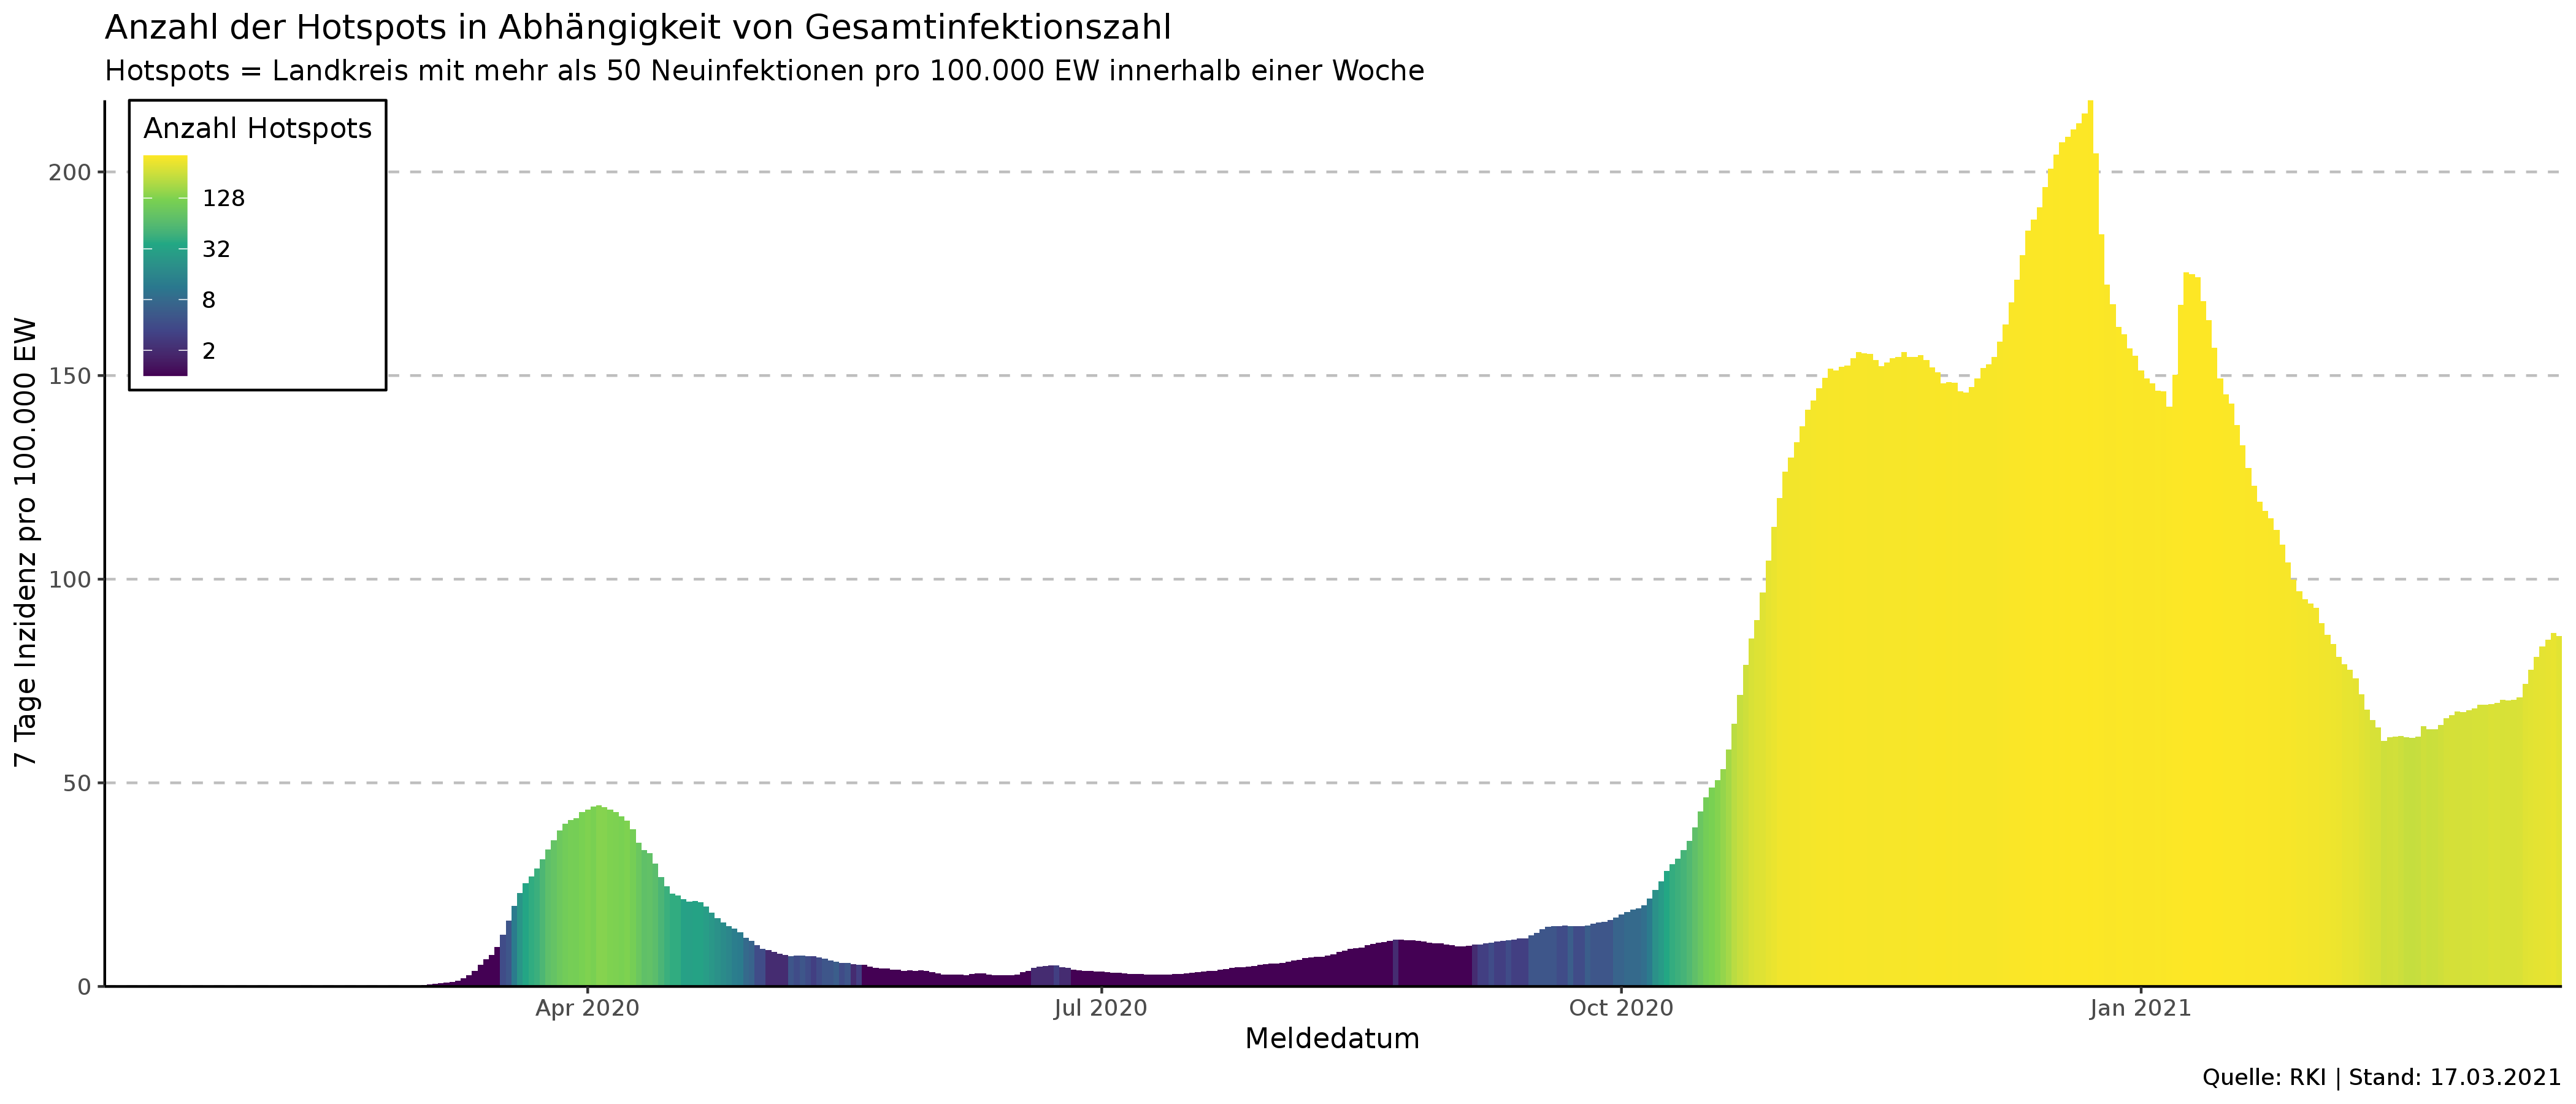 Anzahl der Hotspots in Abhängigkeit von Gesamtinfektionszahl
Hotspots = Landkreis mit mehr als 50 Neuinfektionen pro 100.000 EW innerhalb einer Woche
Anzahl Hotspots
128
32
8
2
7 Tage Inzidenz pro 100.000 EW
200
150
100
50
0
Apr 2020
Jul 2020
Oct 2020
Jan 2021
Meldedatum
Quelle: RKI | Stand: 17.03.2021